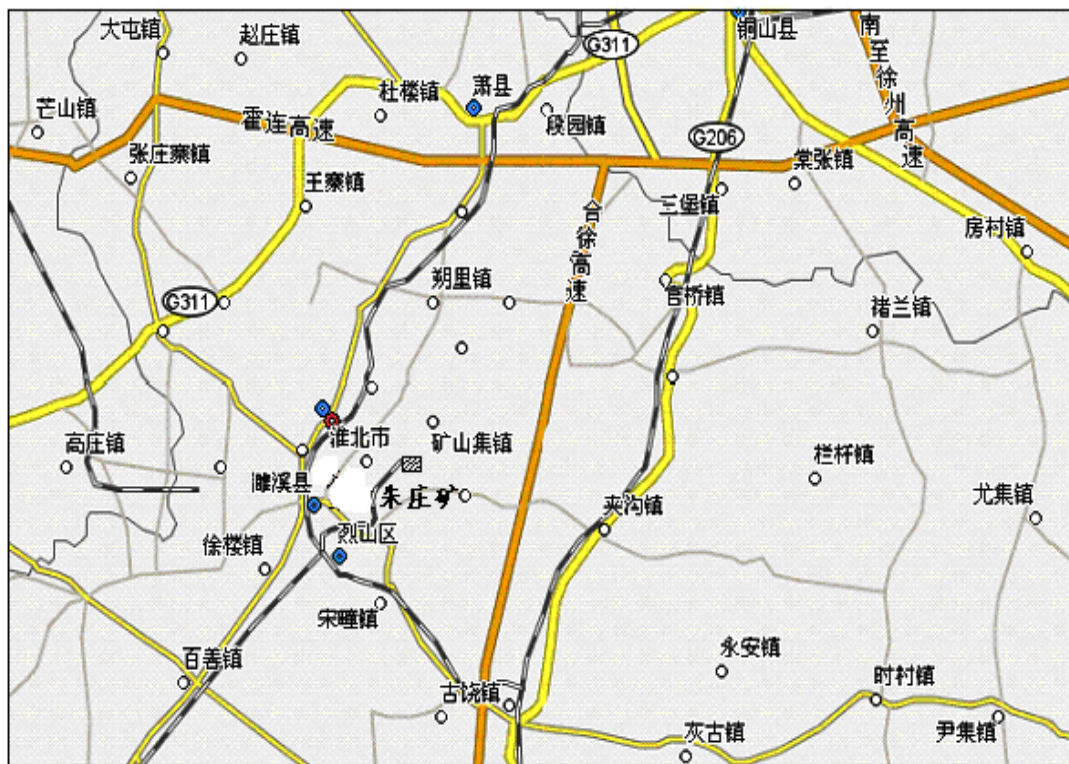 大屯镇
赵庄镇
G311
铜山县
南至徐州高速
芒山镇
杜楼镇
萧县
段园镇
霍连高速
G206
张庄寨镇
王寨镇
棠张镇
三堡镇
合徐高速
房村镇
朔里镇
官桥镇
G311
褚兰镇
高庄镇
淮北市
矿山集镇
栏杆镇
濉溪县
朱庄矿
夹沟镇
尤集镇
徐楼镇
烈山区
宋疃镇
百善镇
永安镇
时村镇
古饶镇
灰古镇
尹集镇